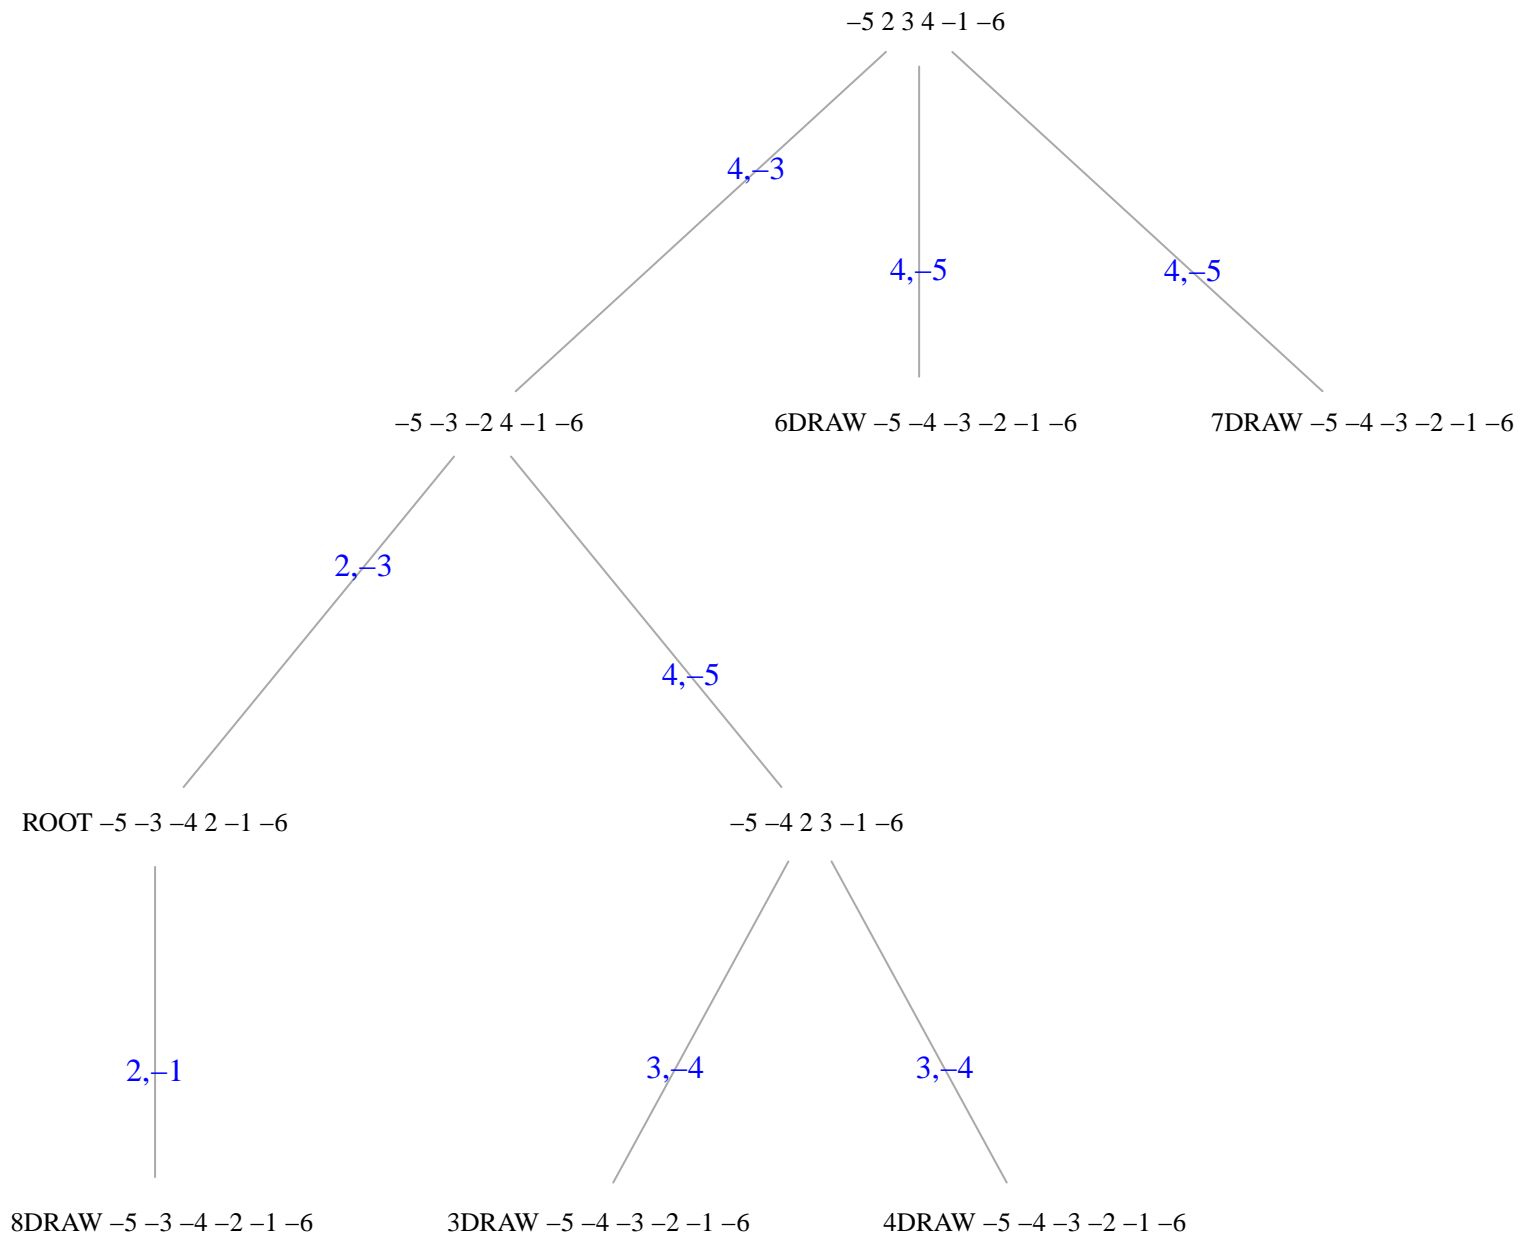 –5 2 3 4 –1 –6
4,–3
4,–5
4,–5
–5 –3 –2 4 –1 –6
6DRAW –5 –4 –3 –2 –1 –6
7DRAW –5 –4 –3 –2 –1 –6
2,–3
4,–5
ROOT –5 –3 –4 2 –1 –6
–5 –4 2 3 –1 –6
2,–1
3,–4
3,–4
8DRAW –5 –3 –4 –2 –1 –6
3DRAW –5 –4 –3 –2 –1 –6
4DRAW –5 –4 –3 –2 –1 –6